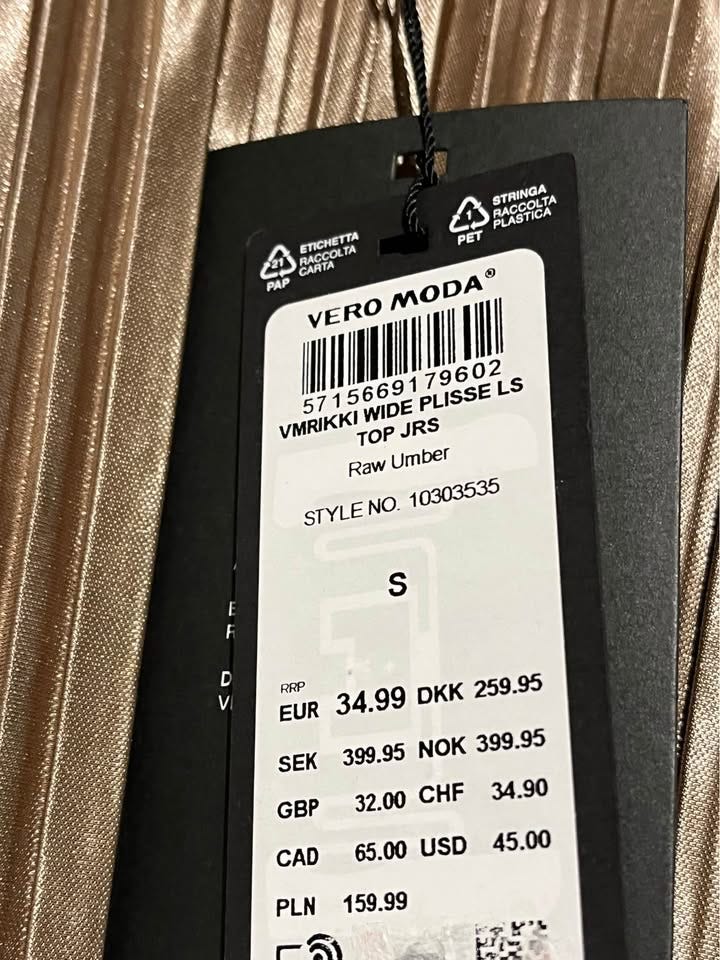 ETICHETTA
RACCOLTA
CARTA
21
PAP
STRINGA
RACCOLTA
PLASTICA
1
PET
VERO MODA®
5715669179602
VMRIKKI WIDE PLISSE LS
TOP JRS
Raw Umber
STYLE NO. 10303535
S
RRP
EUR 34.99 DKK 259.95
SEK 399.95 NOK 399.95
GBP 32.00 CHF 34.90
CAD 65.00 USD 45.00
PLN 159.99